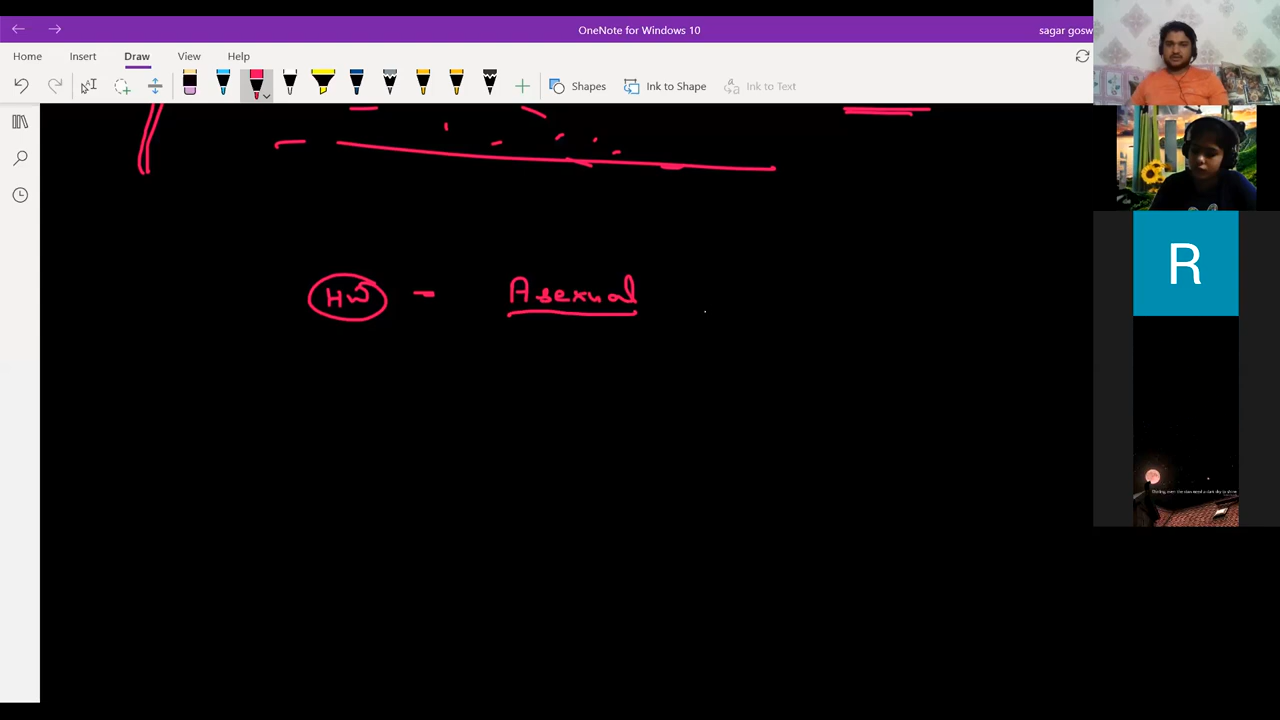 OneNote for Windows 10
sagar gosw
Home Insert Draw View Help
Shapes Ink to Shape Ink to Text
HW - Asexual
R